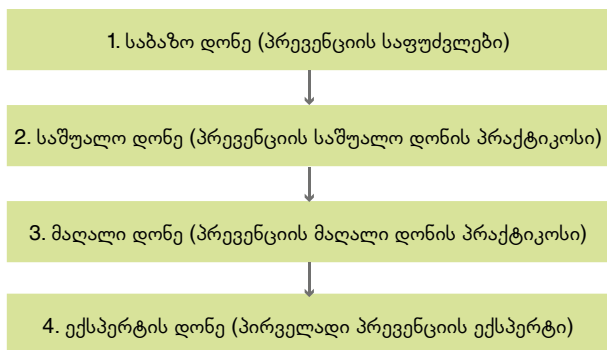 1. საბაზო დონე (პრევენციის საფუძვლები)
2. საშუალო დონე (პრევენციის საშუალო დონის პრაქტიკოსი)
3. მაღალი დონე (პრევენციის მაღალი დონის პრაქტიკოსი)
4. ექსპერტის დონე (პირველადი პრევენციის ექსპერტი)